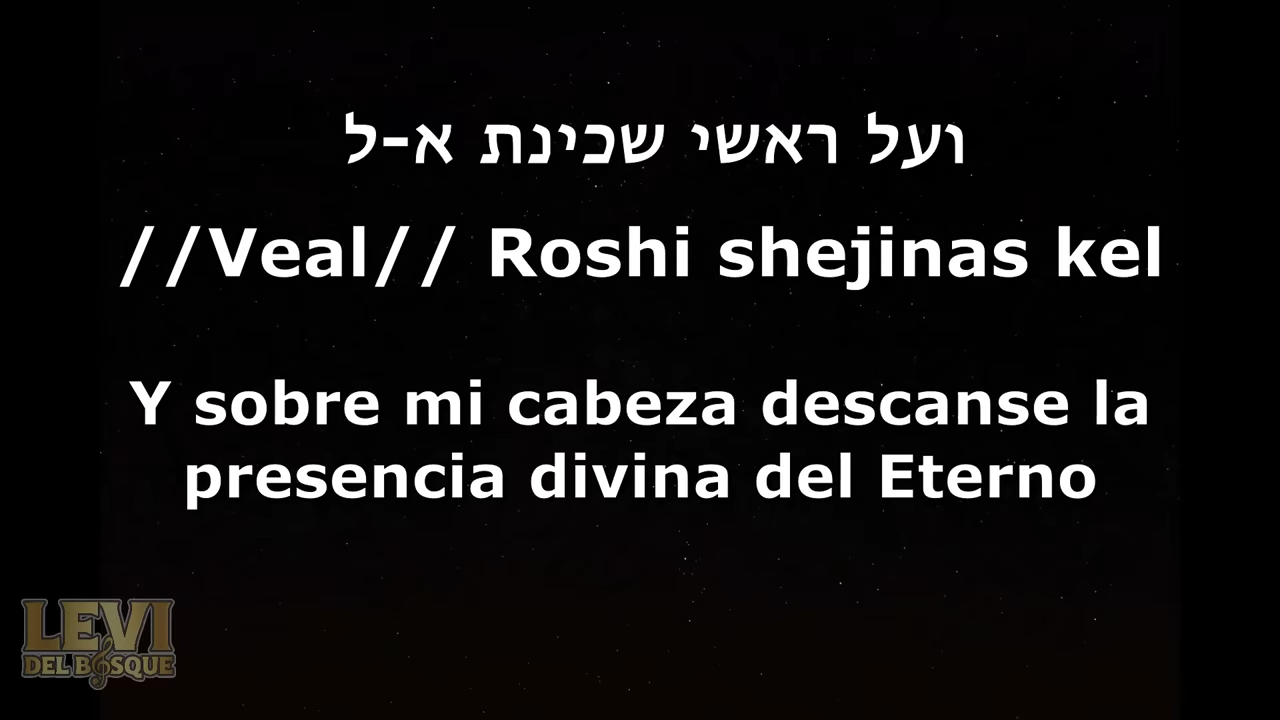 ועל ראשי שכינת א-ל
//Veal// Roshi shejinas kel
Y sobre mi cabeza descanse la
presencia divina del Eterno
LEVI
DEL BOSQUE